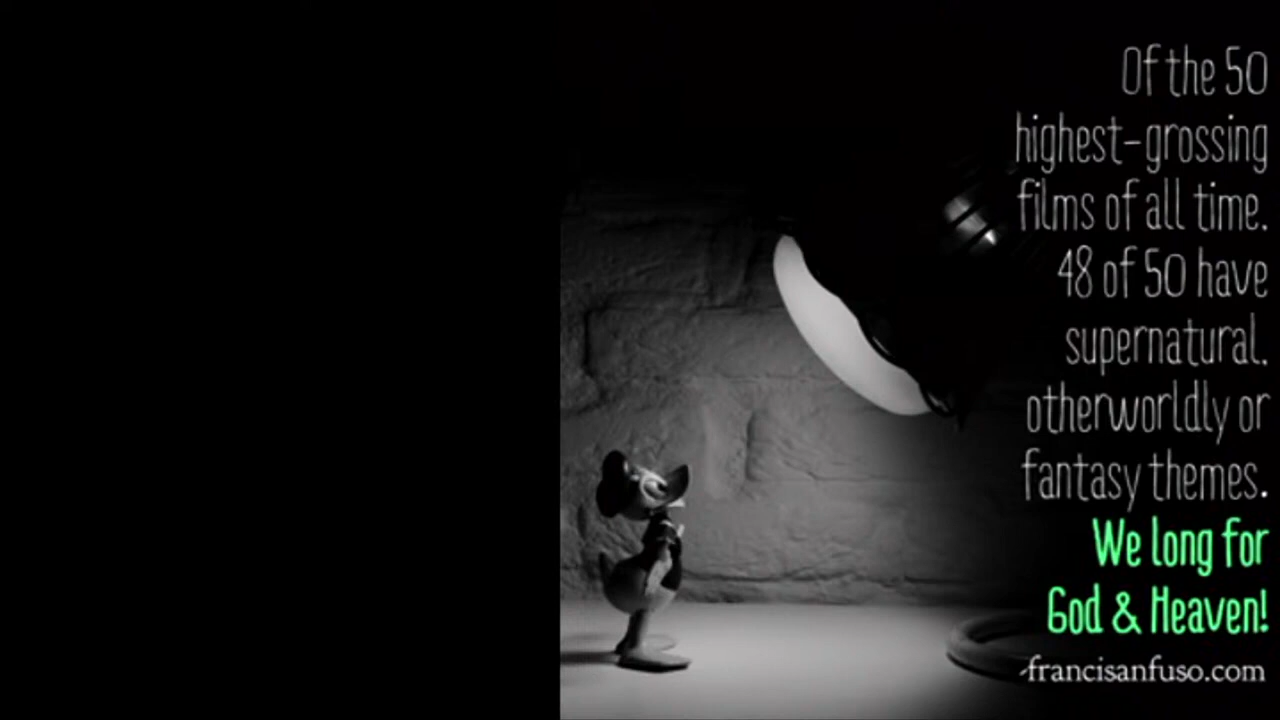 Of the 50
highest-grossing
films of all time,
48 of 50 have
supernatural,
otherworldly or
fantasy themes.
We long for
God & Heaven!
francisanfuso.com